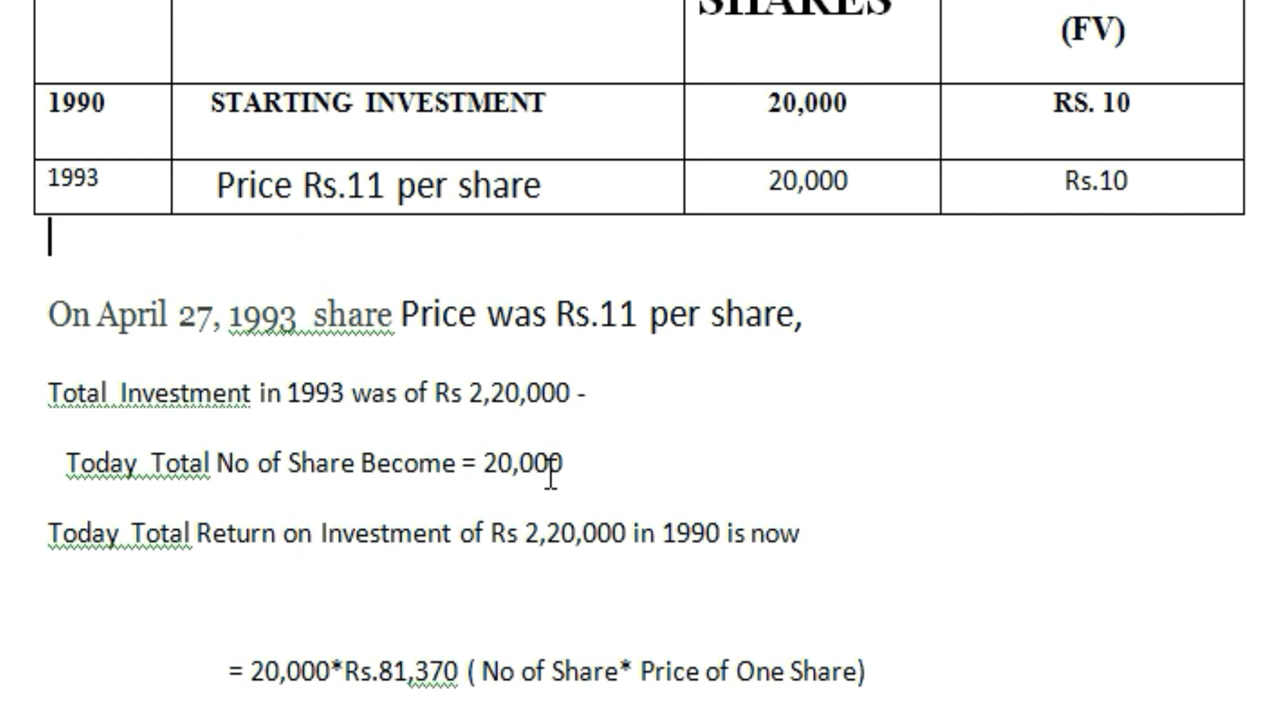 SHARES
(FV)
1990 STARTING INVESTMENT 20,000 RS. 10
1993 Price Rs.11 per share 20,000 Rs.10
On April 27, 1993 share Price was Rs.11 per share,
Total Investment in 1993 was of Rs 2,20,000 -
Today Total No of Share Become = 20,000
Today Total Return on Investment of Rs 2,20,000 in 1990 is now
= 20,000*Rs.81,370 ( No of Share* Price of One Share)